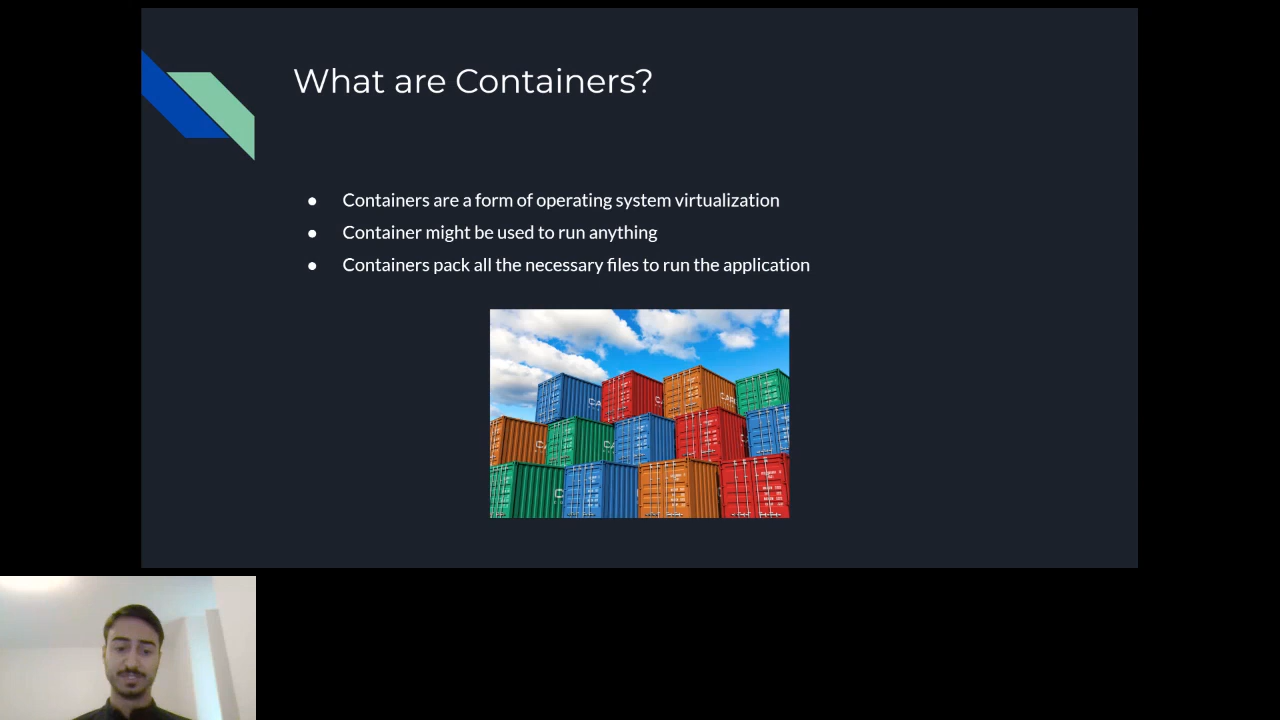 What are Containers?
● Containers are a form of operating system virtualization
● Container might be used to run anything
● Containers pack all the necessary files to run the application